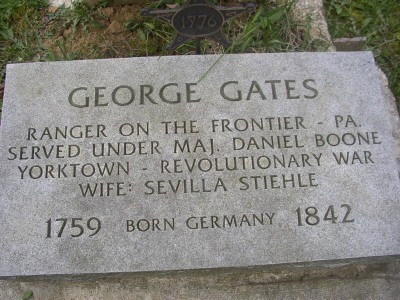 1776
GEORGE GATES
RANGER ON THE FRONTIER - PA.
SERVED UNDER MAJ. DANIEL BOONE
YORKTOWN - REVOLUTIONARY WAR
WIFE: SEVILLA STIEHLE
1759 BORN GERMANY 1842